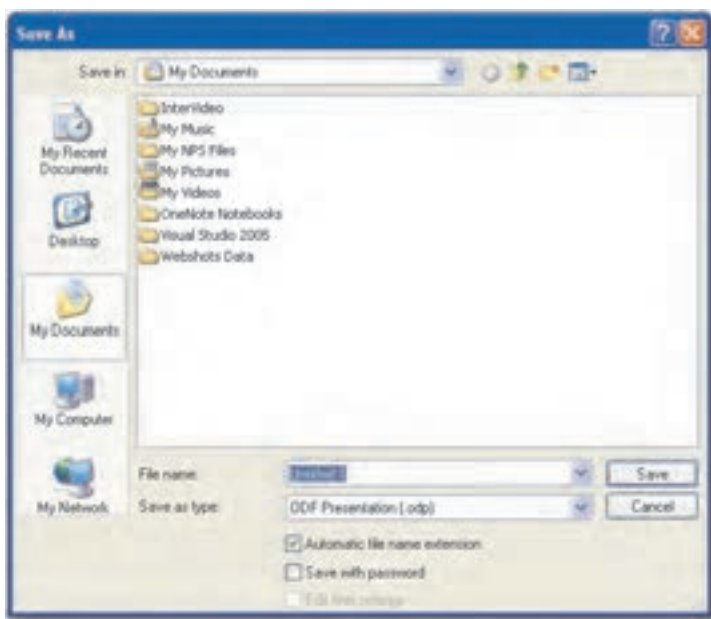 Save As
Save in: My Documents
My Recent
Documents
Desktop
My Documents
My Computer
My Network
InterVideo
My Music
My NPS Files
My Pictures
My Videos
OneNote Notebooks
Visual Studio 2005
Webshots Data
File name:
Save
Save as type: ODF Presentation (.odp)
Cancel
Automatic file name extension
Save with password